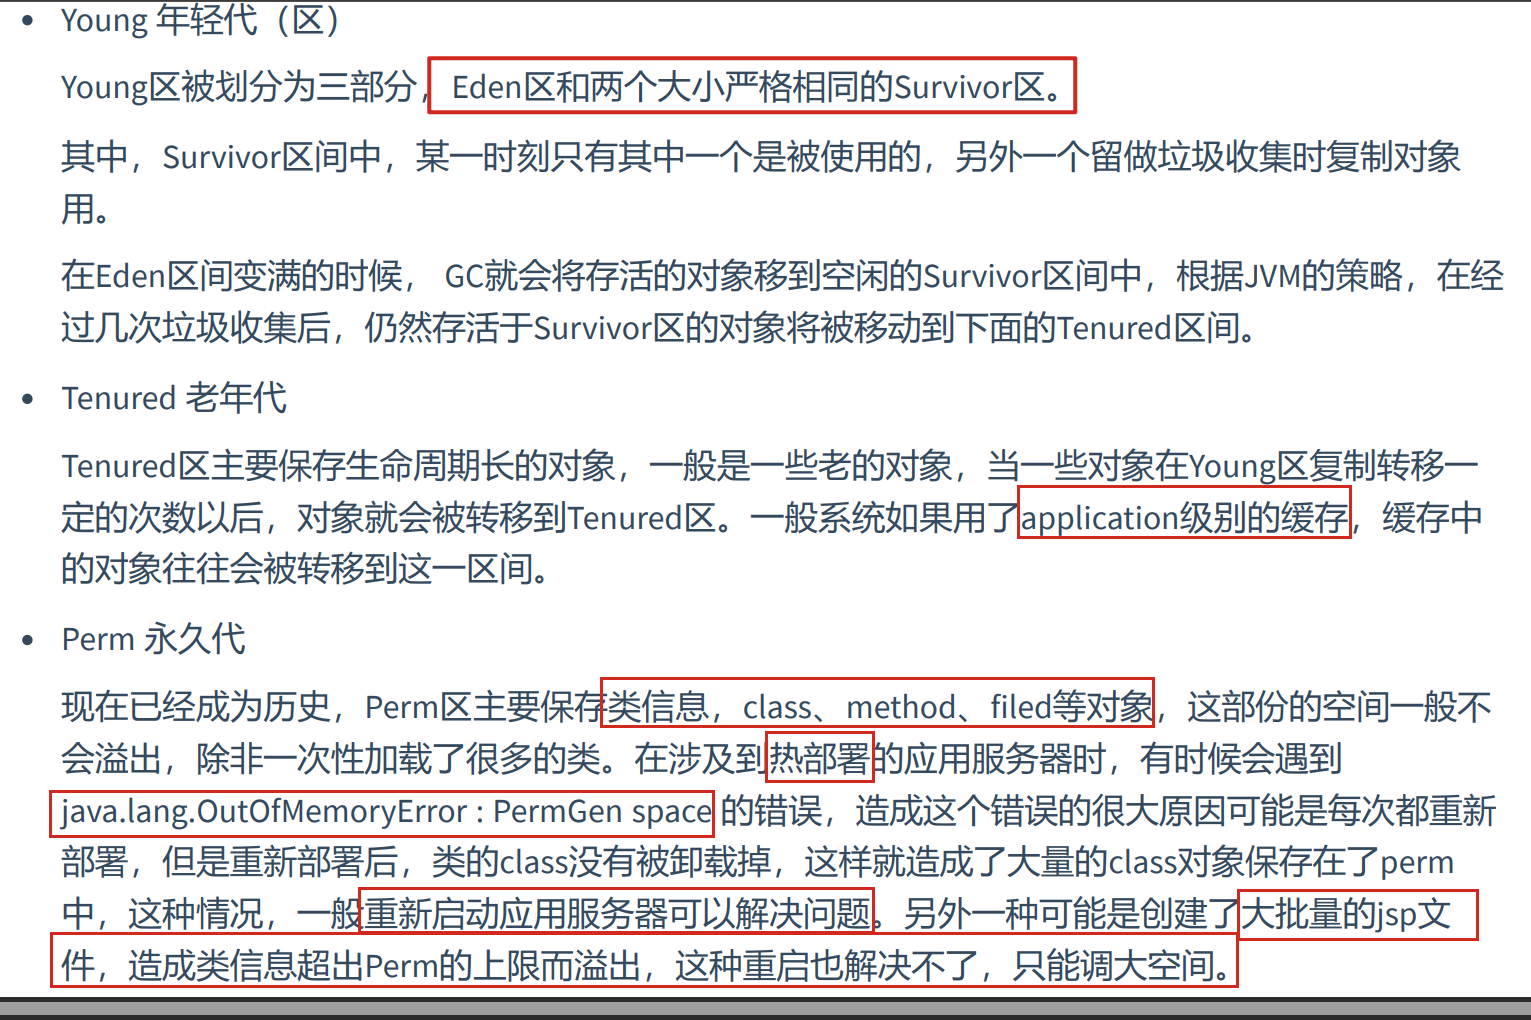 • Young 年轻代（区）
Young区被划分为三部分，Eden区和两个大小严格相同的Survivor区。
其中，Survivor区间中，某一时刻只有其中一个是被使用的，另外一个留做垃圾收集时复制对象
用。
在Eden区间变满的时候， GC就会将存活的对象移到空闲的Survivor区间中，根据JVM的策略，在经
过几次垃圾收集后，仍然存活于Survivor区的对象将被移动到下面的Tenured区间。
• Tenured 老年代
Tenured区主要保存生命周期长的对象，一般是一些老的对象，当一些对象在Young区复制转移一
定的次数以后，对象就会被转移到Tenured区。一般系统如果用了application级别的缓存，缓存中
的对象往往会被转移到这一区间。
• Perm 永久代
现在已经成为历史，Perm区主要保存类信息，class、method、filed等对象，这部份的空间一般不
会溢出，除非一次性加载了很多的类。在涉及到热部署的应用服务器时，有时候会遇到
java.lang.OutOfMemoryError : PermGen space 的错误，造成这个错误的很大原因可能是每次都重新
部署，但是重新部署后，类的class没有被卸载掉，这样就造成了大量的class对象保存在了perm
中，这种情况，一般重新启动应用服务器可以解决问题。另外一种可能是创建了大批量的jsp文
件，造成类信息超出Perm的上限而溢出，这种重启也解决不了，只能调大空间。